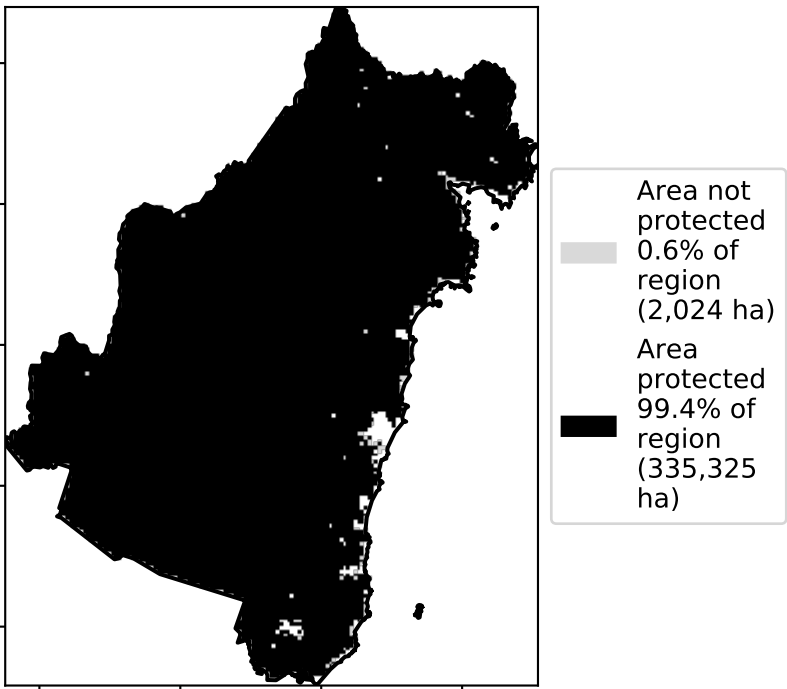 Area not
protected
0.6% of
region
(2,024 ha)
Area
protected
99.4% of
region
(335,325
ha)